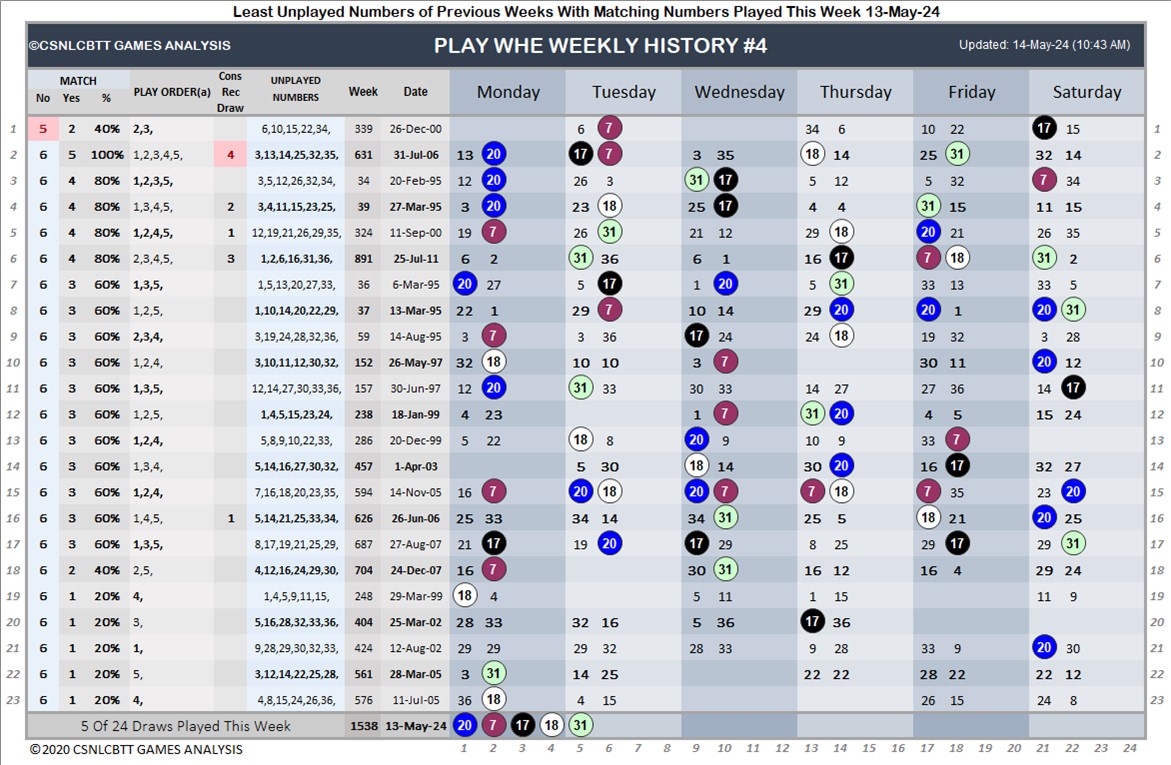 Least Unplayed Numbers of Previous Weeks With Matching Numbers Played This Week 13-May-24
©CSNLCBTT GAMES ANALYSIS PLAY WHE WEEKLY HISTORY #4 Updated: 14-May-24 (10:43 AM)
MATCH PLAY ORDER(a) Cons Rec Draw UNPLAYED NUMBERS Week Date Monday Tuesday Wednesday Thursday Friday Saturday
No Yes %
1 5 2 40% 2,3, 6,10,15,22,34, 339 26-Dec-00 6 7 34 6 10 22 17 15 1
2 6 5 100% 1,2,3,4,5, 4 3,13,14,25,32,35, 631 31-Jul-06 13 20 17 7 3 35 18 14 25 31 32 14 2
3 6 4 80% 1,2,3,5, 3,5,12,26,32,34, 34 20-Feb-95 12 20 26 3 31 17 5 12 5 32 7 34 3
4 6 4 80% 1,3,4,5, 2 3,4,11,15,23,25, 39 27-Mar-95 3 20 23 18 25 17 4 4 31 15 11 15 4
5 6 4 80% 1,2,4,5, 1 12,19,21,26,29,35, 324 11-Sep-00 19 7 26 31 21 12 29 18 20 21 26 35 5
6 6 4 80% 2,3,4,5, 3 1,2,6,16,31,36, 891 25-Jul-11 6 2 31 36 6 1 16 17 7 18 31 2 6
7 6 3 60% 1,3,5, 1,5,13,20,27,33, 36 6-Mar-95 20 27 5 17 1 20 5 31 33 13 33 5 7
8 6 3 60% 1,2,5, 1,10,14,20,22,29, 37 13-Mar-95 22 1 29 7 10 14 29 20 20 1 20 31 8
9 6 3 60% 2,3,4, 3,19,24,28,32,36, 59 14-Aug-95 3 7 3 36 17 24 24 18 19 32 3 28 9
10 6 3 60% 1,2,4, 3,10,11,12,30,32, 152 26-May-97 32 18 10 10 3 7 30 11 20 12 10
11 6 3 60% 1,3,5, 12,14,27,30,33,36, 157 30-Jun-97 12 20 31 33 30 33 14 27 27 36 14 17 11
12 6 3 60% 1,2,5, 1,4,5,15,23,24, 238 18-Jan-99 4 23 1 7 31 20 4 5 15 24 12
13 6 3 60% 1,2,4, 5,8,9,10,22,33, 286 20-Dec-99 5 22 18 8 20 9 10 9 33 7 13
14 6 3 60% 1,3,4, 5,14,16,27,30,32, 457 1-Apr-03 5 30 18 14 30 20 16 17 32 27 14
15 6 3 60% 1,2,4, 7,16,18,20,23,35, 594 14-Nov-05 16 7 20 18 20 7 7 18 7 35 23 20 15
16 6 3 60% 1,4,5, 1 5,14,21,25,33,34, 626 26-Jun-06 25 33 34 14 34 31 25 5 18 21 20 25 16
17 6 3 60% 1,3,5, 8,17,19,21,25,29, 687 27-Aug-07 21 17 19 20 17 29 8 25 29 17 29 31 17
18 6 2 40% 2,5, 4,12,16,24,29,30, 704 24-Dec-07 16 7 30 31 16 12 16 4 29 24 18
19 6 1 20% 4, 1,4,5,9,11,15, 248 29-Mar-99 18 4 5 11 1 15 11 9 19
20 6 1 20% 3, 5,16,28,32,33,36, 404 25-Mar-02 28 33 32 16 5 36 17 36 20
21 6 1 20% 1, 9,28,29,30,32,33, 424 12-Aug-02 29 29 29 32 28 33 9 28 33 9 20 30 21
22 6 1 20% 5, 3,12,14,22,25,28, 561 28-Mar-05 3 31 14 25 22 22 28 22 22 12 22
23 6 1 20% 4, 4,8,15,24,26,36, 576 11-Jul-05 36 18 4 15 26 15 24 8 23
5 Of 24 Draws Played This Week 1538 13-May-24 20 7 17 18 31
©2020 CSNLCBTT GAMES ANALYSIS 1 2 3 4 5 6 7 8 9 10 11 12 13 14 15 16 17 18 19 20 21 22 23 24